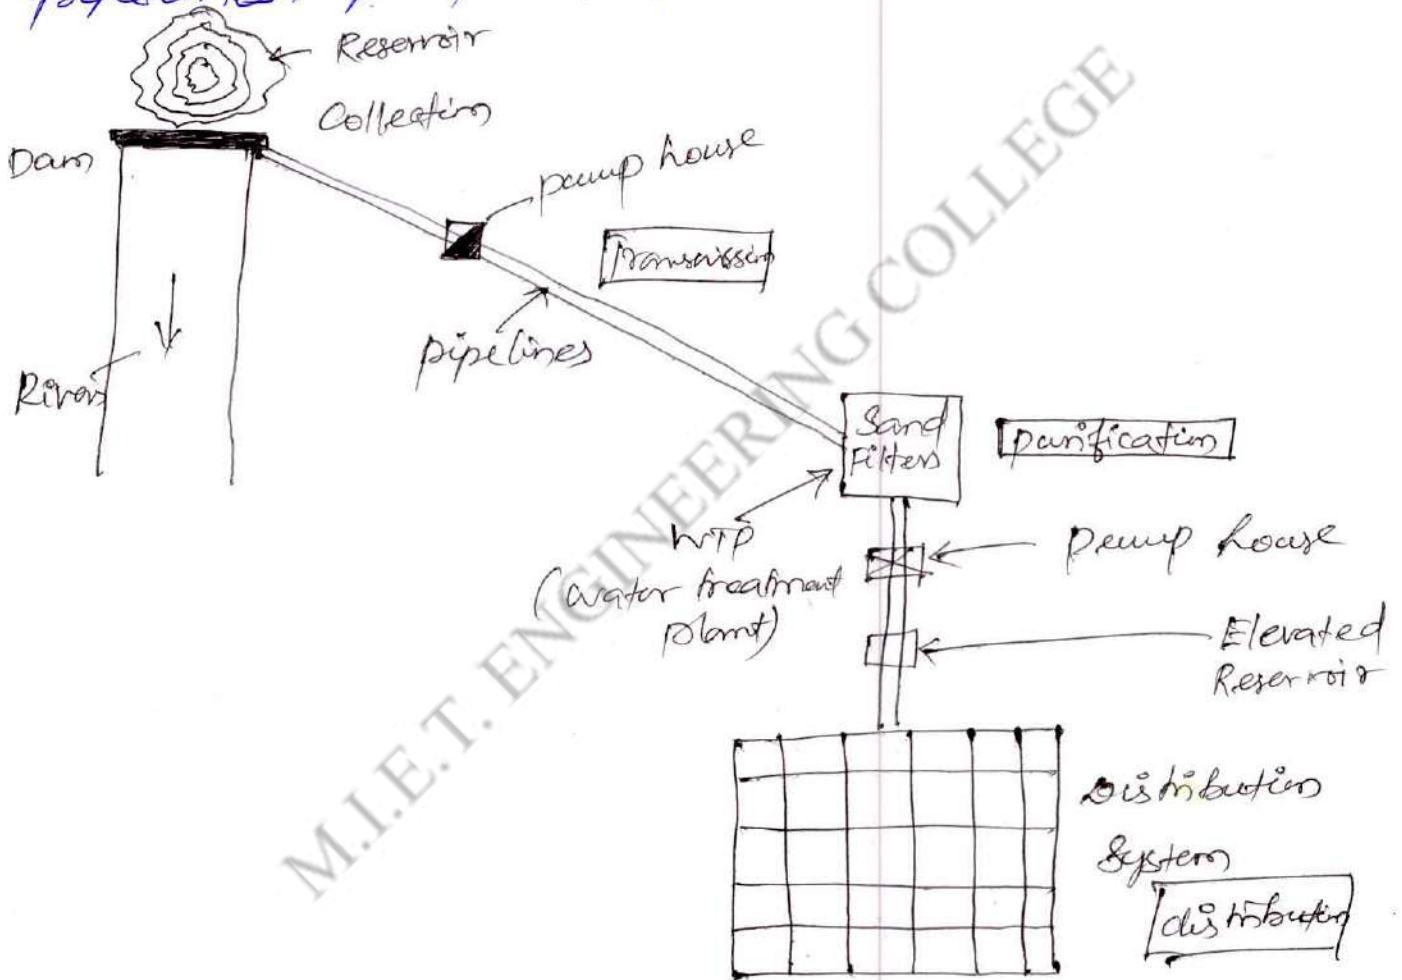 Reservoir
Collection
Dam
pump house
Transmission
pipelines
River
Sand
Filters
purification
WTP
(water treatment
plant)
pump house
Elevated
Reservoir
Distribution
System
distribution
M.I.E.T. ENGINEERING COLLEGE